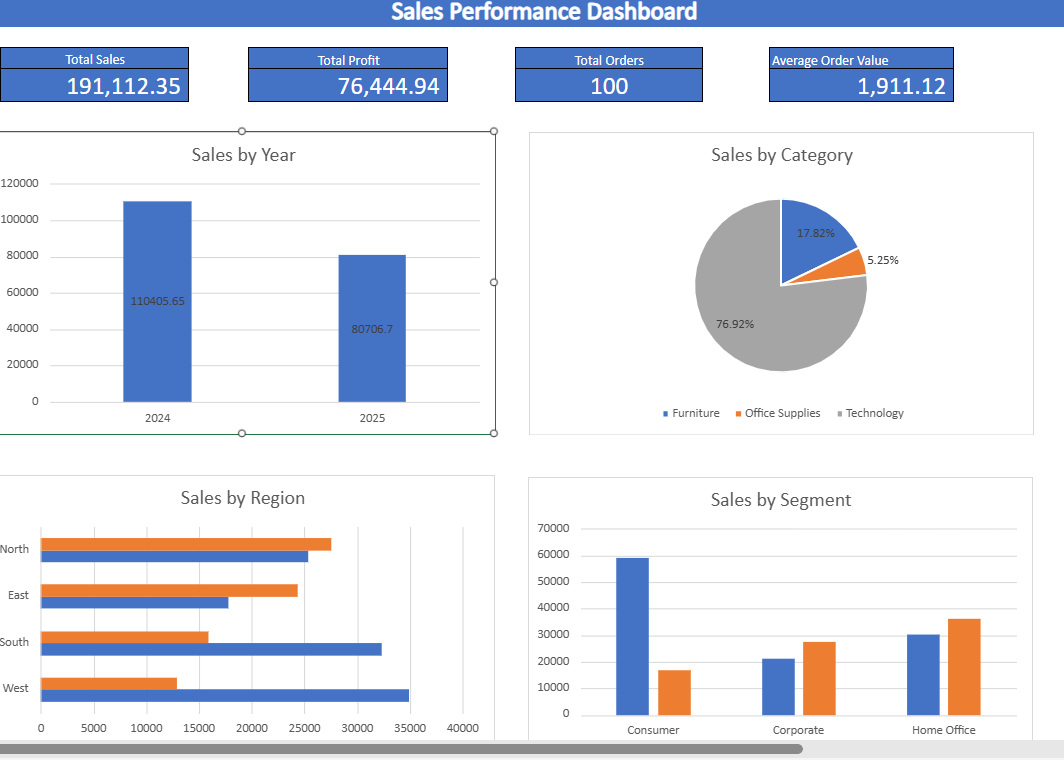 Sales Performance Dashboard
Total Sales
191,112.35
Total Profit
76,444.94
Total Orders
100
Average Order Value
1,911.12
Sales by Year
120000
100000
80000
60000
40000
20000
0
110405.65
80706.7
2024
2025
Sales by Category
17.82%
5.25%
76.92%
Furniture Office Supplies Technology
Sales by Region
North
East
South
West
0 5000 10000 15000 20000 25000 30000 35000 40000
Sales by Segment
70000
60000
50000
40000
30000
20000
10000
0
Consumer Corporate Home Office